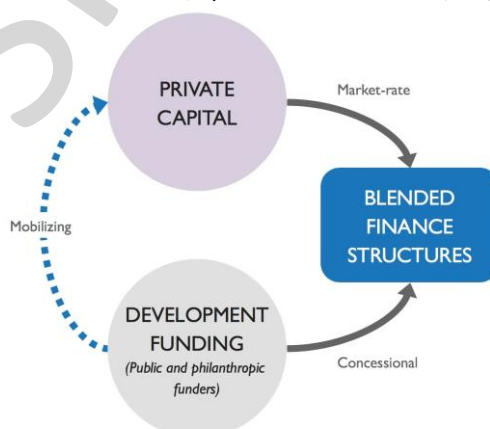 PRIVATE
CAPITAL
Market-rate
BLENDED
FINANCE
STRUCTURES
Mobilizing
DEVELOPMENT
FUNDING
(Public and philanthropic
funders)
Concessional